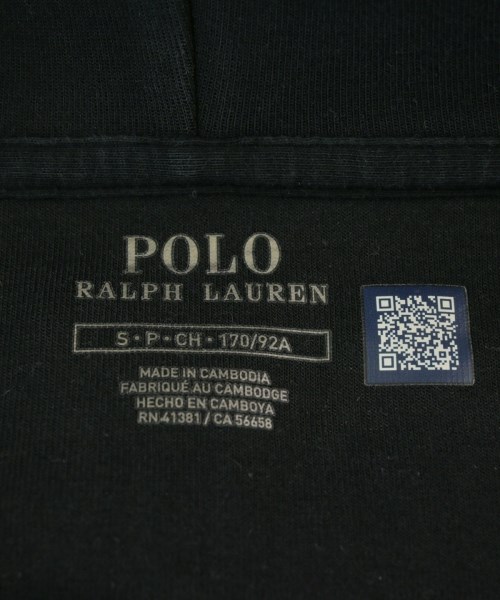 POLO
RALPH LAUREN
S • P • CH • 170/92A
MADE IN CAMBODIA
FABRIQUÉ AU CAMBODGE
HECHO EN CAMBOYA
RN 41381 / CA 56658